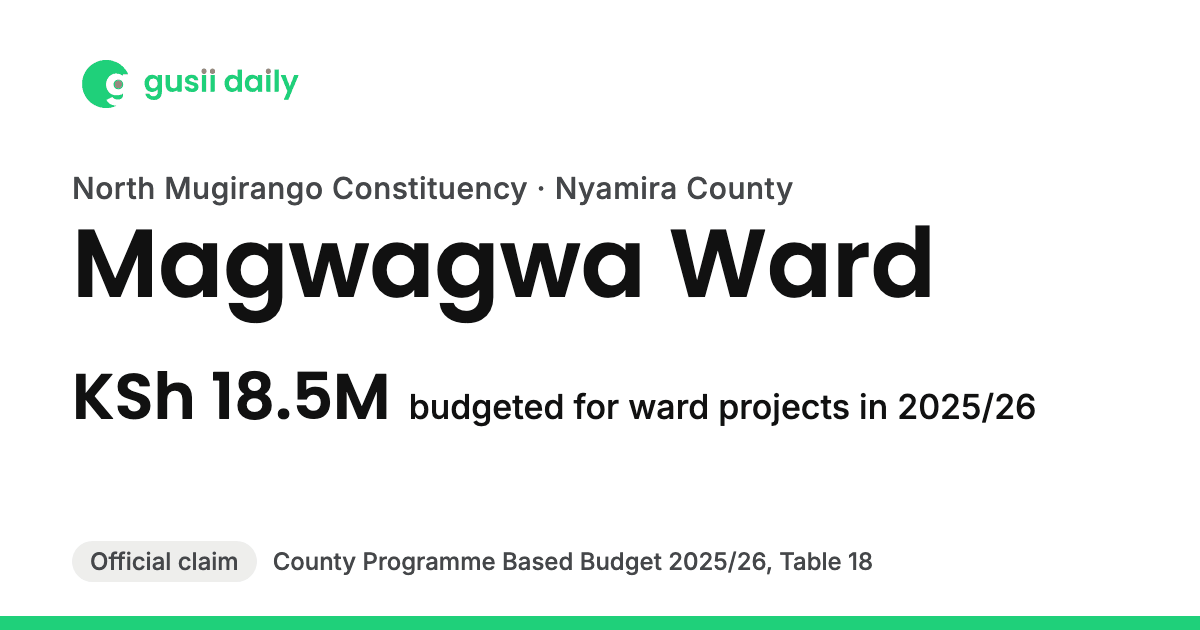 gusii daily
North Mugirango Constituency · Nyamira County
Magwagwa Ward
KSh 18.5M budgeted for ward projects in 2025/26
Official claim County Programme Based Budget 2025/26, Table 18